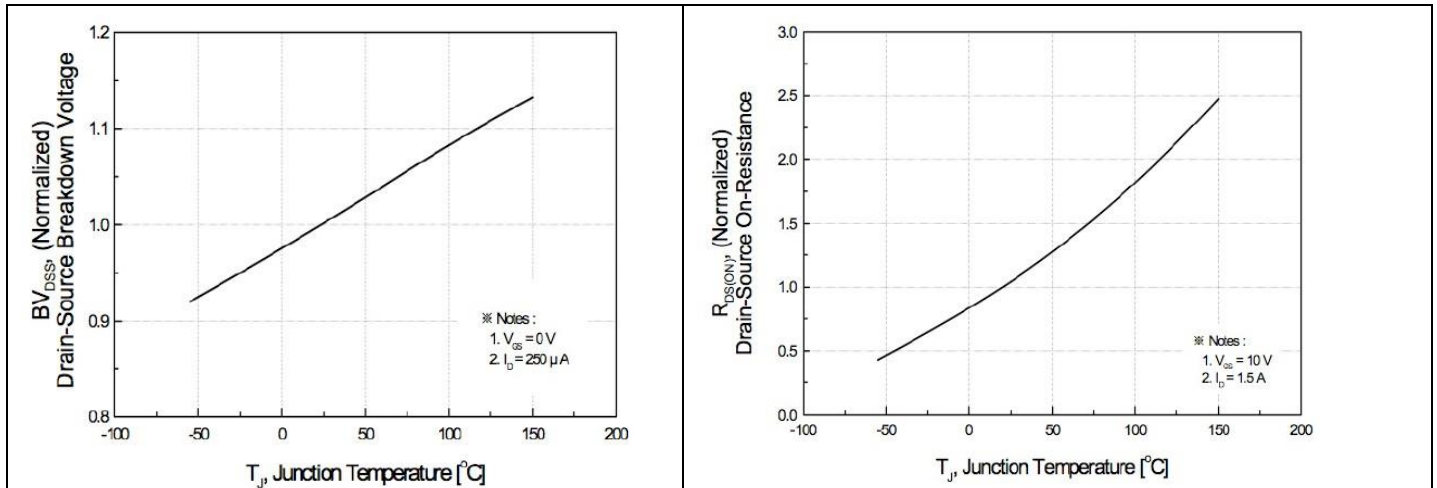 BV_DSS, (Normalized)
Drain-Source Breakdown Voltage
1.2
1.1
1.0
0.9
0.8
-100
-50
0
50
100
150
200
T_J, Junction Temperature [°C]
※ Notes :
1. V_GS = 0 V
2. I_D = 250 μA
R_DS(ON), (Normalized)
Drain-Source On-Resistance
3.0
2.5
2.0
1.5
1.0
0.5
0.0
-100
-50
0
50
100
150
200
T_J, Junction Temperature [°C]
※ Notes :
1. V_GS = 10 V
2. I_D = 1.5 A